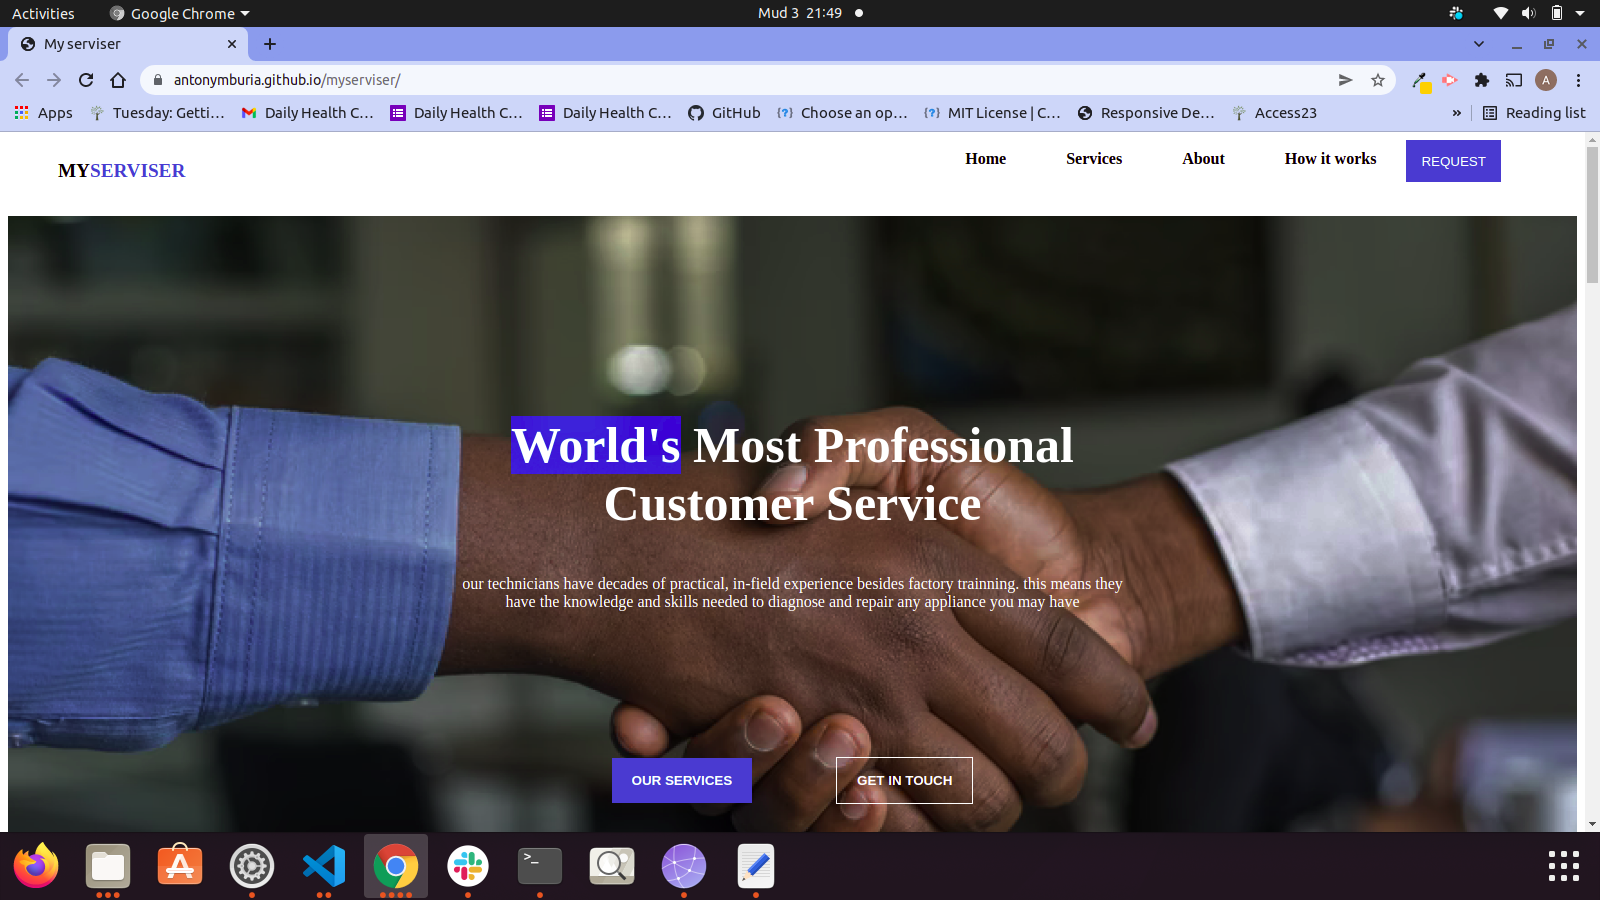 Activities
Google Chrome
Mud 3 21:49
My serviser
antonymburia.github.io/myserviser/
A
Apps
Tuesday: Getti…
Daily Health C…
Daily Health C…
Daily Health C…
GitHub
Choose an op…
MIT License | C…
Responsive De…
Access23
»
Reading list
MYSERVISER
Home
Services
About
How it works
REQUEST
World's Most Professional
Customer Service
our technicians have decades of practical, in-field experience besides factory trainning. this means they
have the knowledge and skills needed to diagnose and repair any appliance you may have
OUR SERVICES
GET IN TOUCH